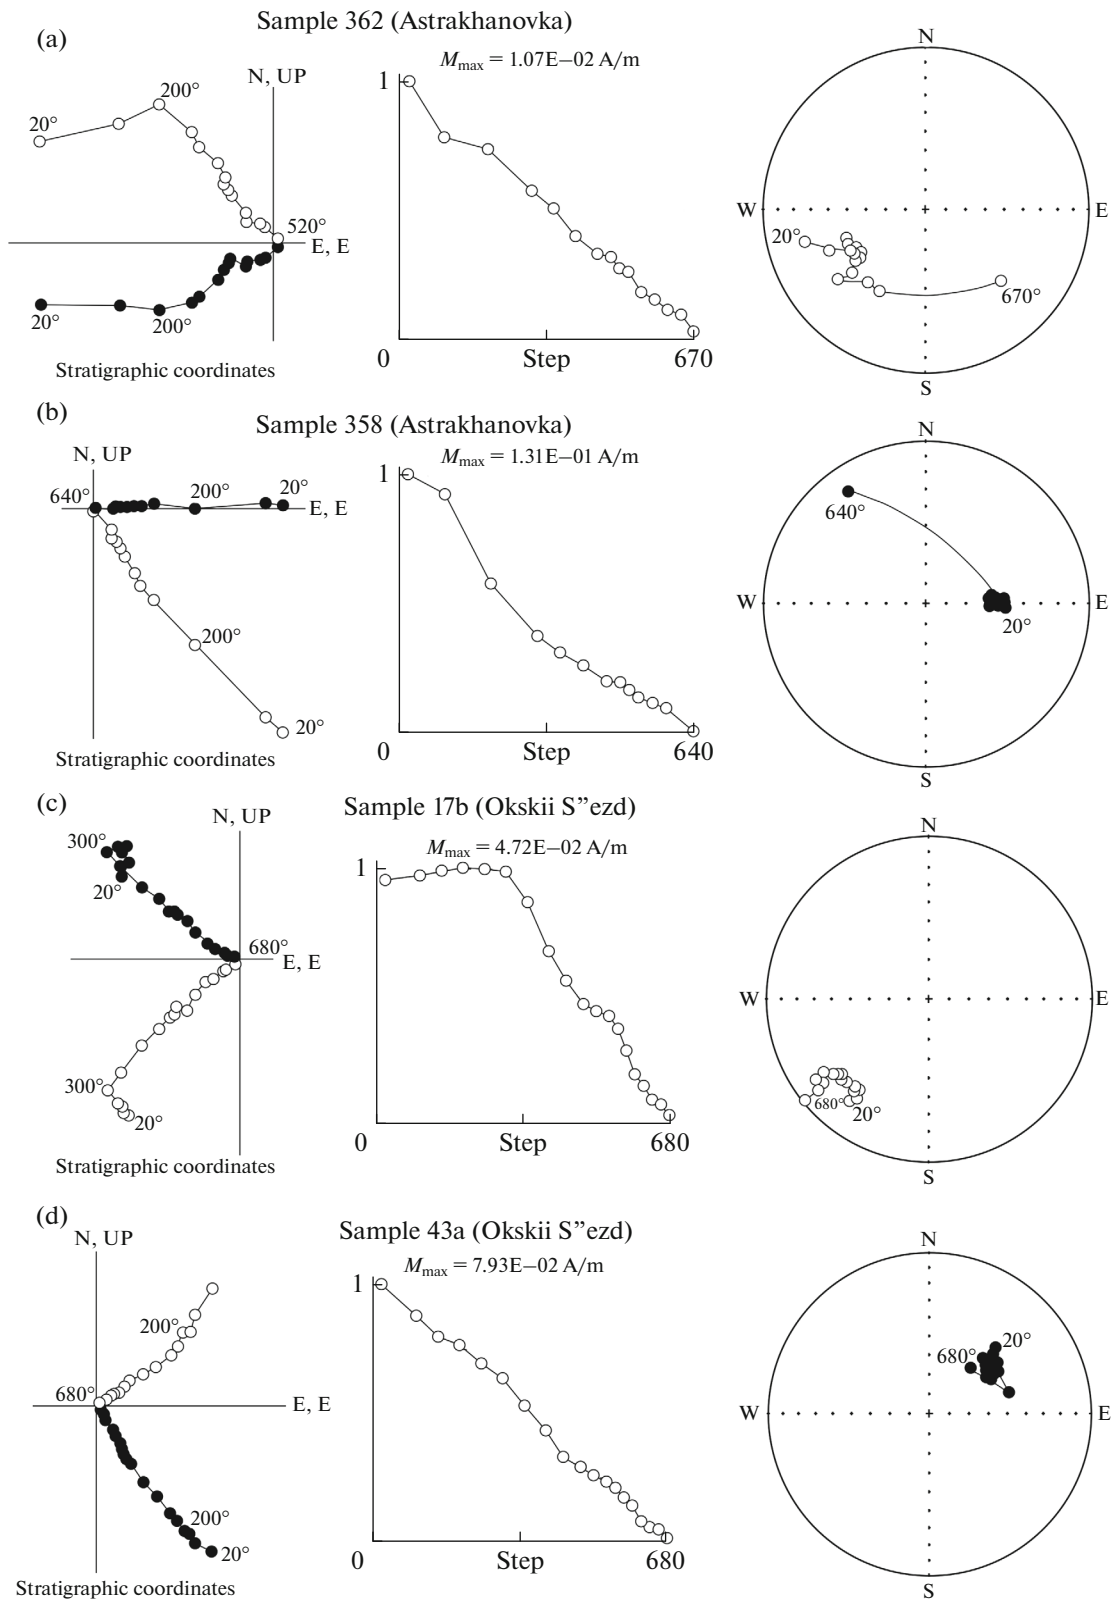 (a)
Sample 362 (Astrakhanovka)
N, UP
200°
20°
520°
E, E
20°
200°
Stratigraphic coordinates
M max = 1.07E–02 A/m
1
0
Step
670
N
W
E
20°
670°
S
(b)
Sample 358 (Astrakhanovka)
N, UP
640°
200°
20°
E, E
200°
20°
Stratigraphic coordinates
M max = 1.31E–01 A/m
1
0
Step
640
N
640°
W
E
20°
S
(c)
Sample 17b (Okskii S”ezd)
N, UP
300°
20°
680°
E, E
300°
20°
Stratigraphic coordinates
M max = 4.72E–02 A/m
1
0
Step
680
N
W
E
680°
20°
S
(d)
Sample 43a (Okskii S”ezd)
N, UP
200°
680°
E, E
200°
20°
Stratigraphic coordinates
M max = 7.93E–02 A/m
1
0
Step
680
N
20°
680°
W
E
S